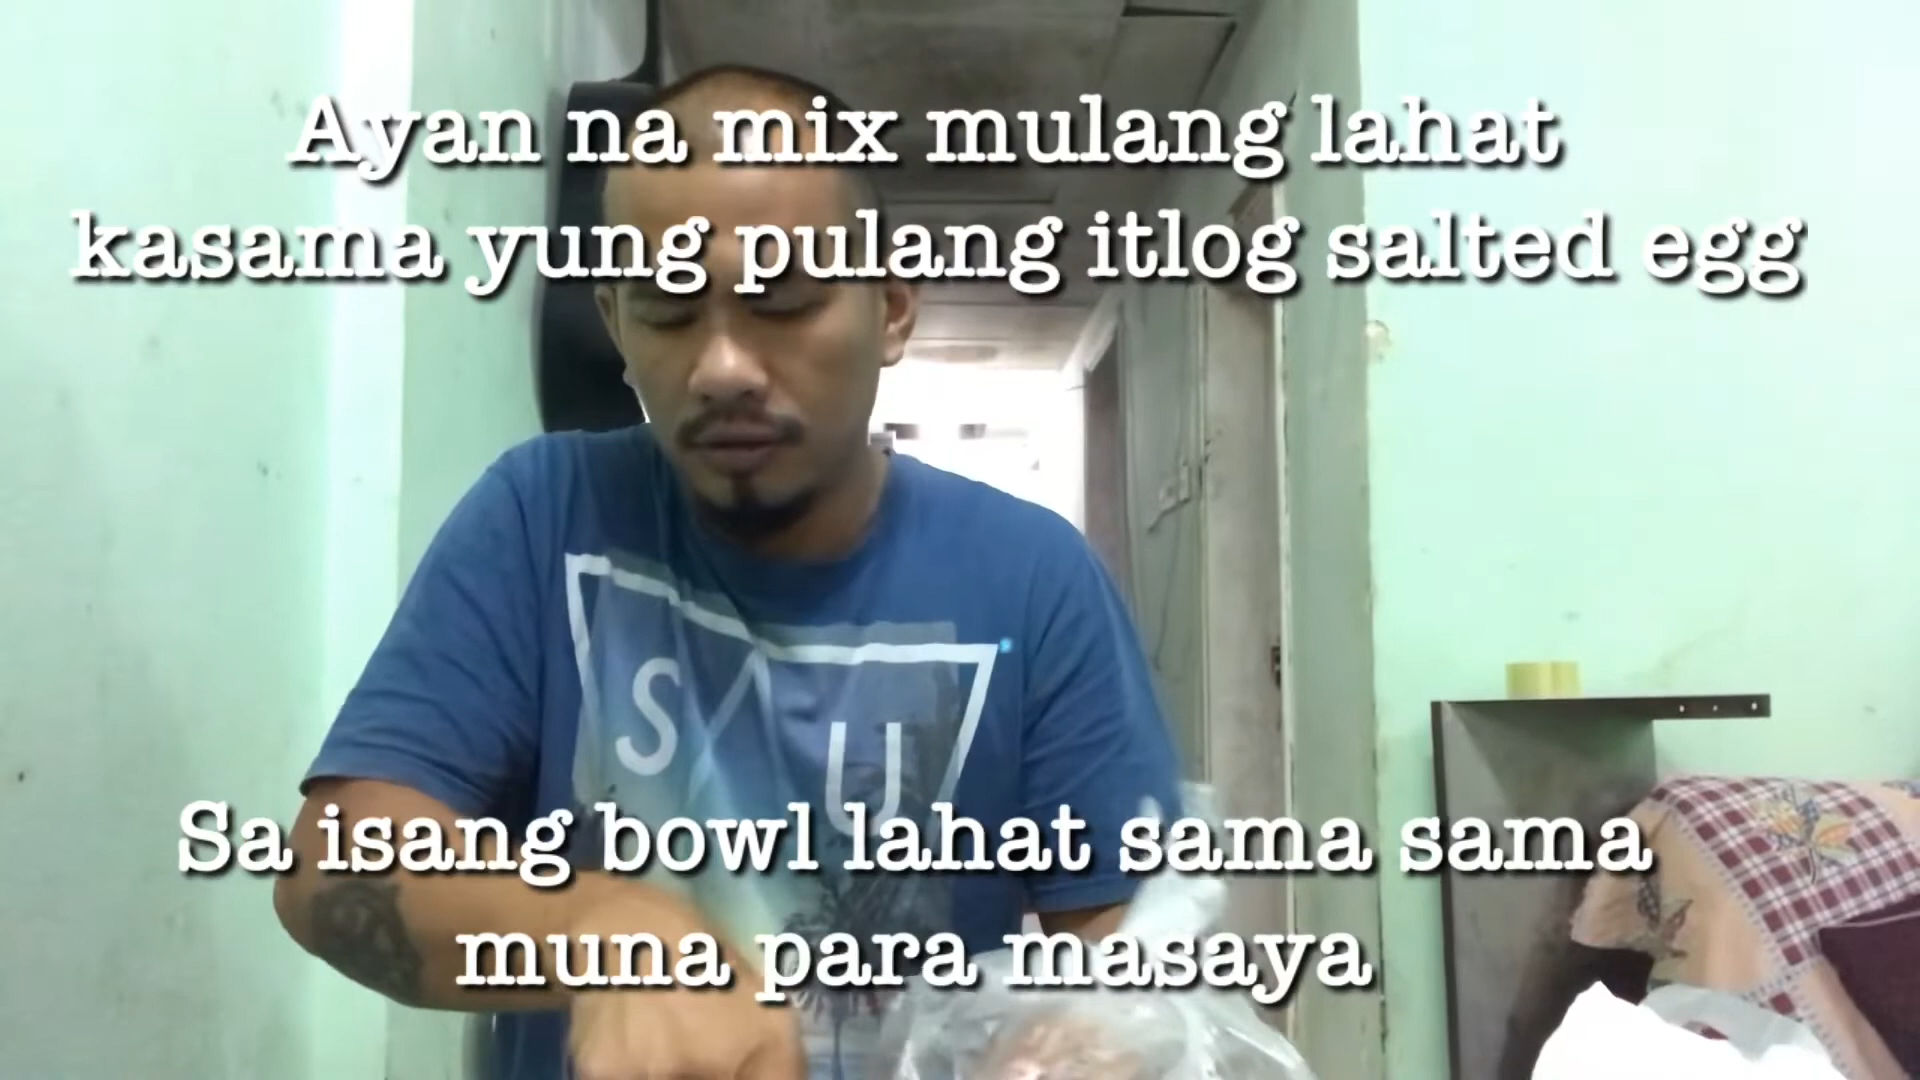 Ayan na mix mulang lahat
kasama yung pulang itlog salted egg
S U
Sa isang bowl lahat sama sama
muna para masaya